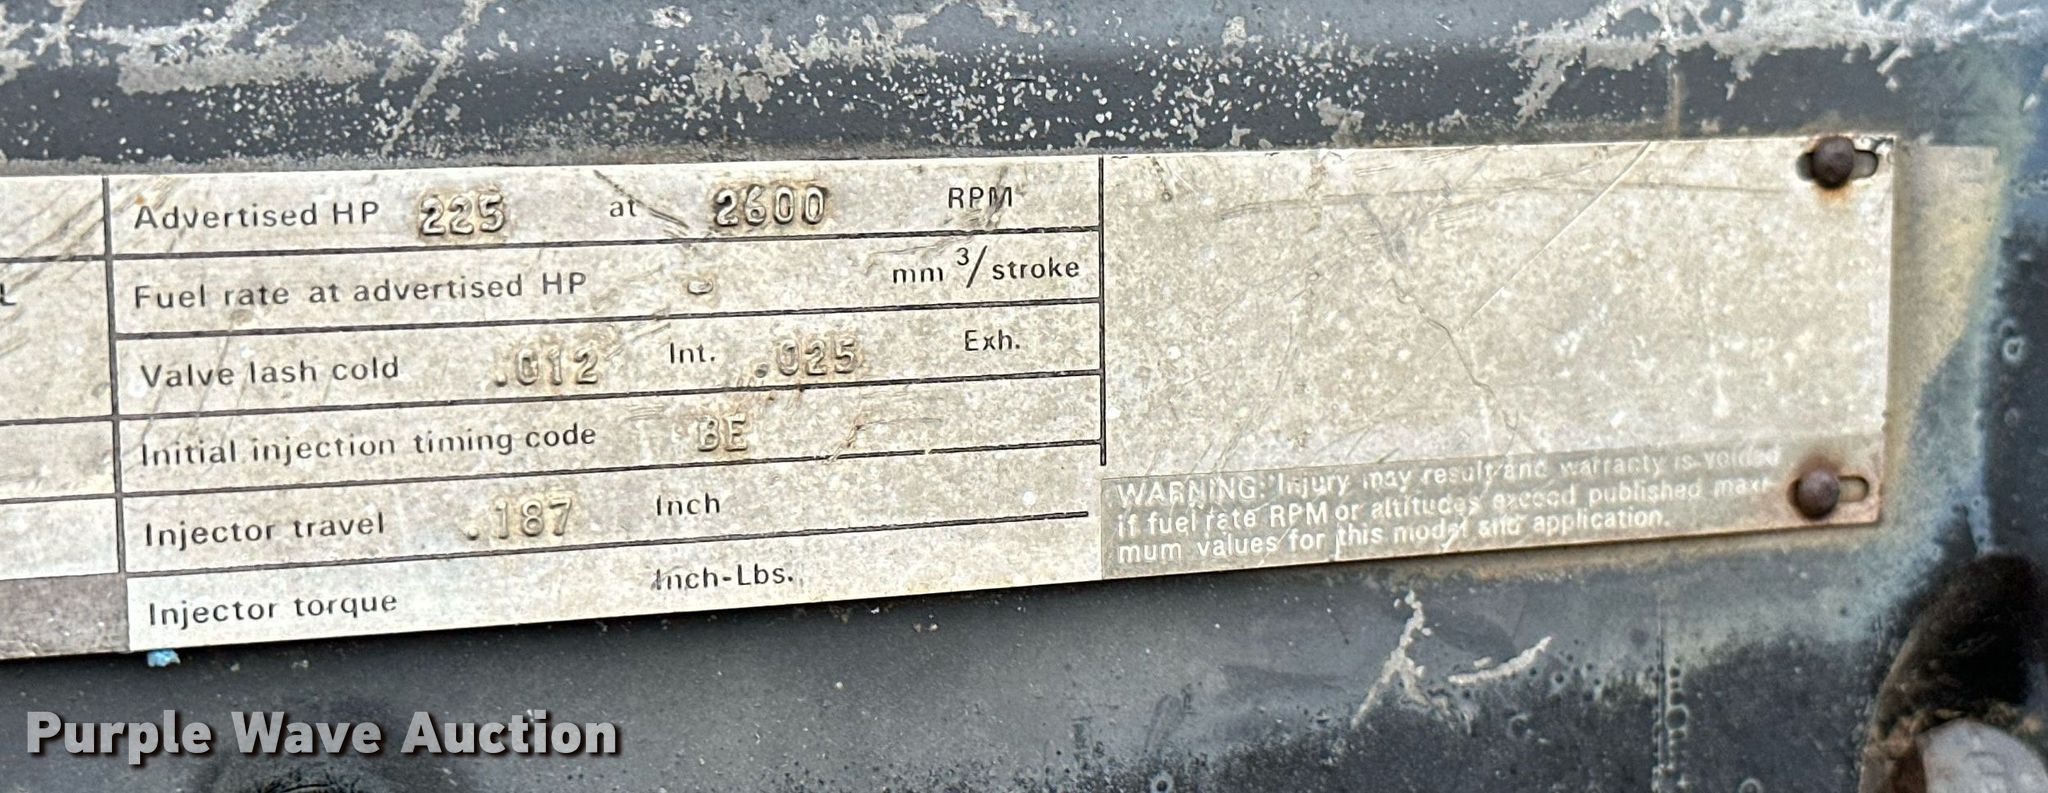 L
Advertised HP 225 at 2600 RPM
Fuel rate at advertised HP - mm ³/stroke
Valve lash cold .012 Int. .025 Exh.
Initial injection timing code BE
Injector travel .187 Inch
Injector torque Inch-Lbs.
WARNING: Injury may result and warranty is voided
if fuel rate RPM or altitudes exceed published maxi-
mum values for this model and application.
Purple Wave Auction